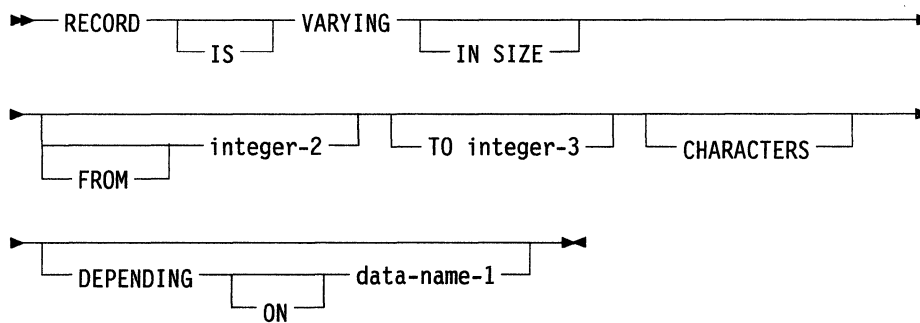 RECORD IS VARYING IN SIZE
FROM integer-2 TO integer-3 CHARACTERS
DEPENDING ON data-name-1